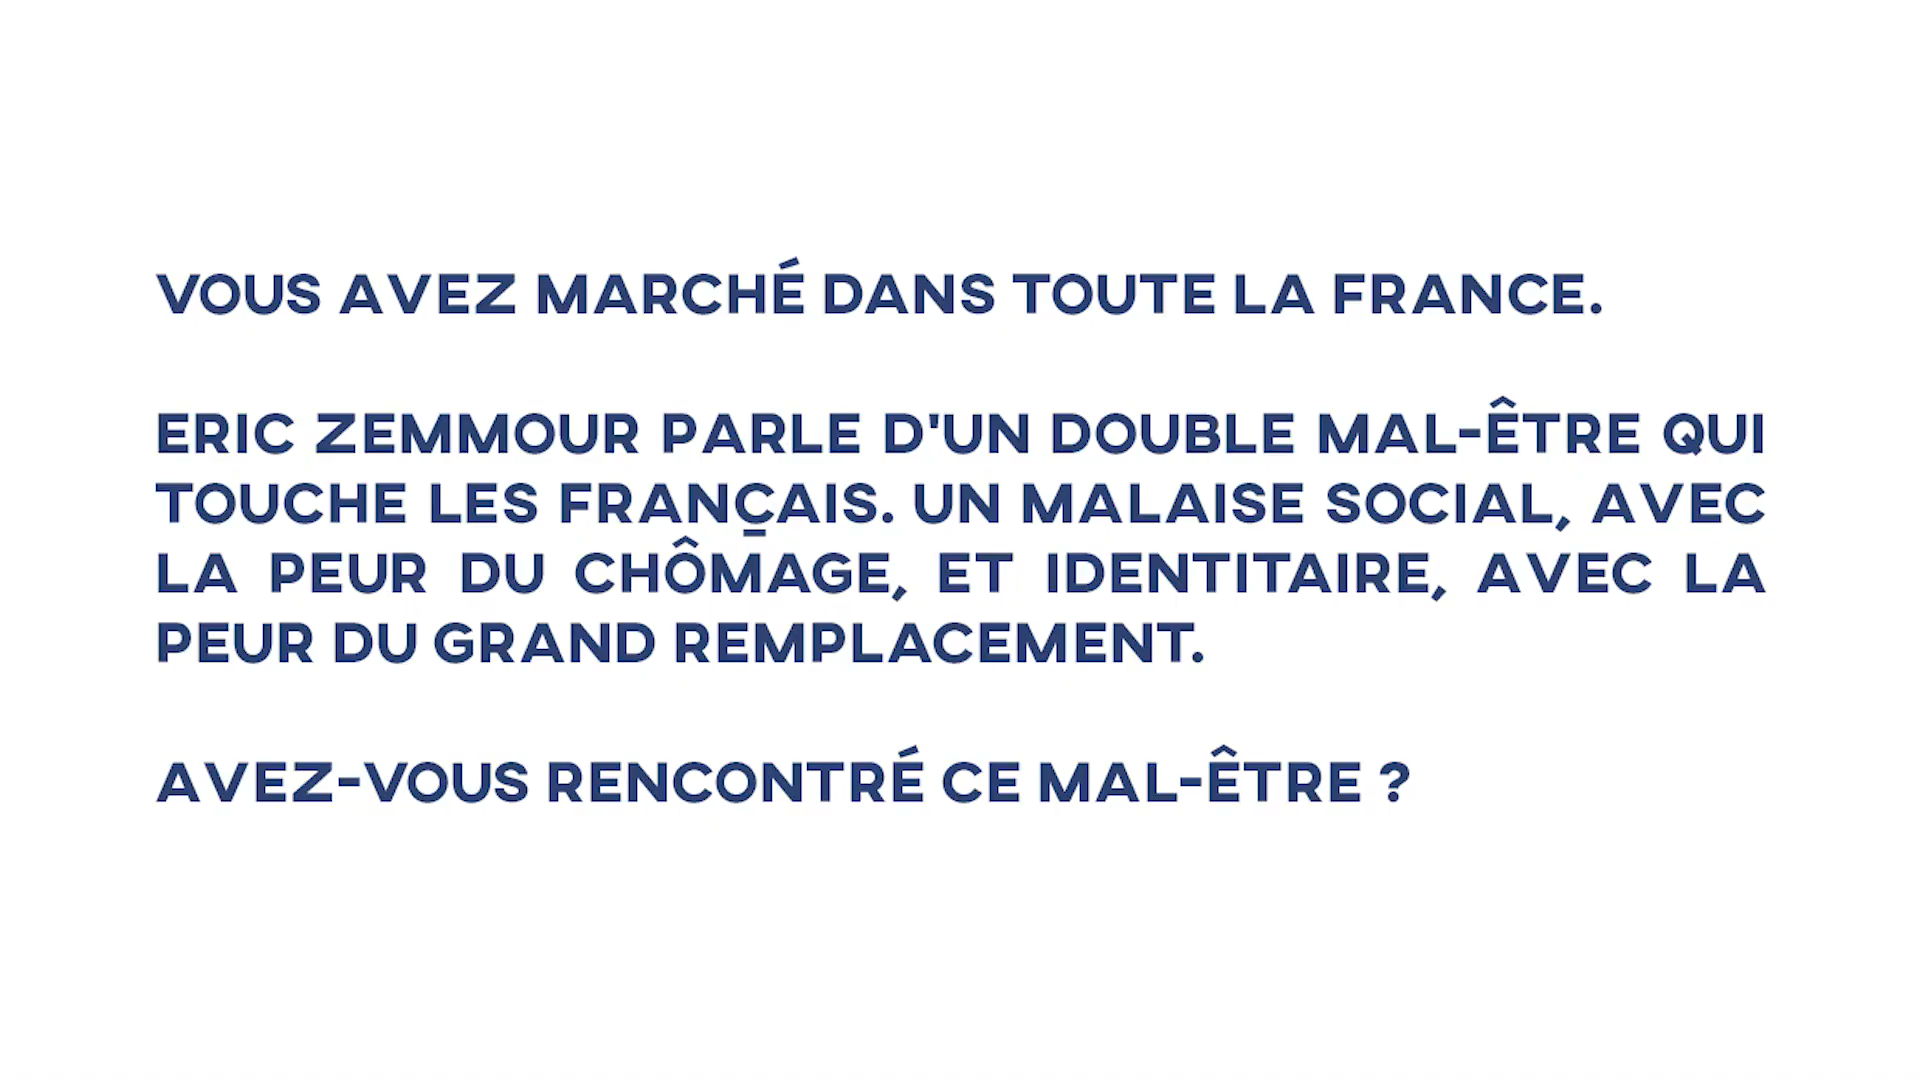 VOUS AVEZ MARCHÉ DANS TOUTE LA FRANCE.
ERIC ZEMMOUR PARLE D'UN DOUBLE MAL-ÊTRE QUI
TOUCHE LES FRANÇAIS. UN MALAISE SOCIAL, AVEC
LA PEUR DU CHÔMAGE, ET IDENTITAIRE, AVEC LA
PEUR DU GRAND REMPLACEMENT.
AVEZ-VOUS RENCONTRÉ CE MAL-ÊTRE ?